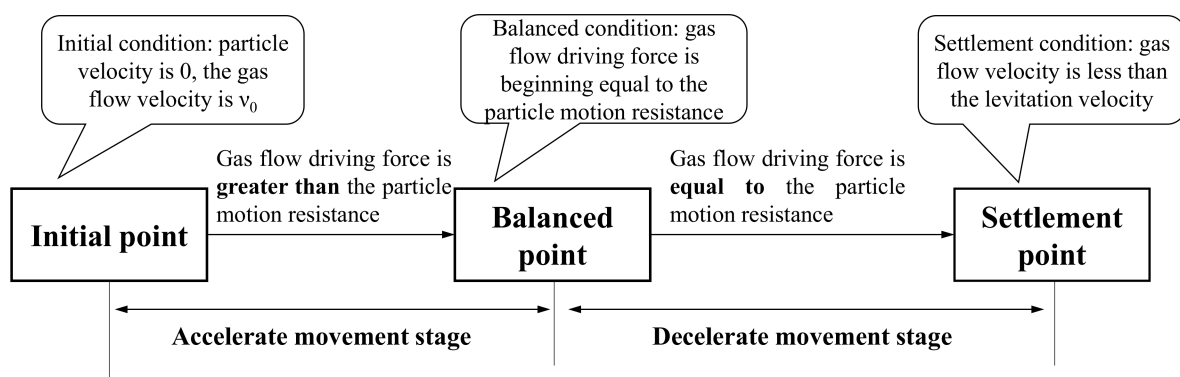 Initial condition: particle
velocity is 0, the gas
flow velocity is v₀
Balanced condition: gas
flow driving force is
beginning equal to the
particle motion resistance
Settlement condition: gas
flow velocity is less than
the levitation velocity
Gas flow driving force is
greater than the particle
motion resistance
Gas flow driving force is
equal to the particle
motion resistance
Initial point
Balanced
point
Settlement
point
Accelerate movement stage
Decelerate movement stage